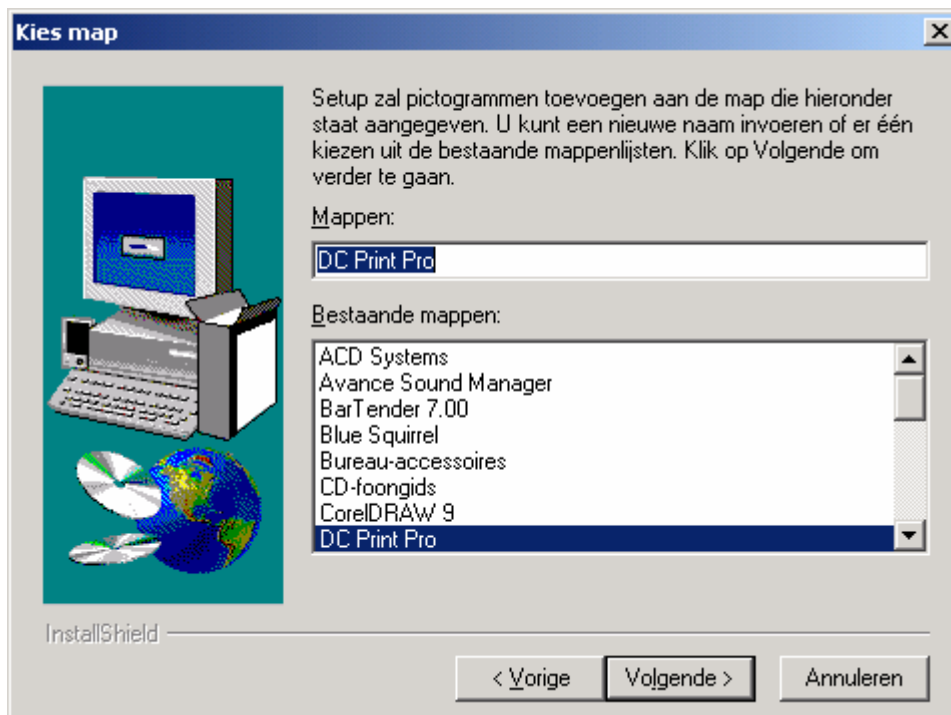 Kies map
Setup zal pictogrammen toevoegen aan de map die hieronder
staat aangegeven. U kunt een nieuwe naam invoeren of er één
kiezen uit de bestaande mappenlijsten. Klik op Volgende om
verder te gaan.
Mappen:
DC Print Pro
Bestaande mappen:
ACD Systems
Avance Sound Manager
BarTender 7.00
Blue Squirrel
Bureau-accessoires
CD-foongids
CorelDRAW 9
DC Print Pro
InstallShield
< Vorige
Volgende >
Annuleren